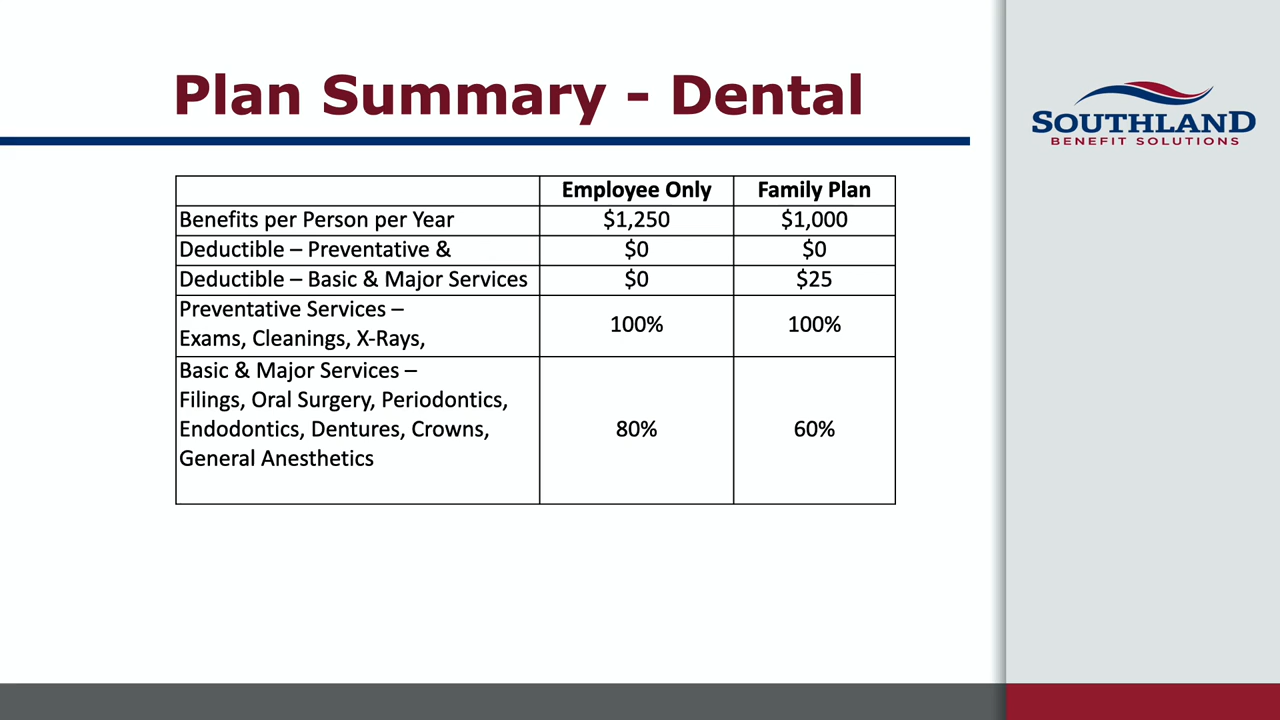 Plan Summary - Dental
SOUTHLAND
BENEFIT SOLUTIONS
Employee Only Family Plan
Benefits per Person per Year $1,250 $1,000
Deductible – Preventative & $0 $0
Deductible – Basic & Major Services $0 $25
Preventative Services –
Exams, Cleanings, X-Rays, 100% 100%
Basic & Major Services –
Filings, Oral Surgery, Periodontics,
Endodontics, Dentures, Crowns, 80% 60%
General Anesthetics